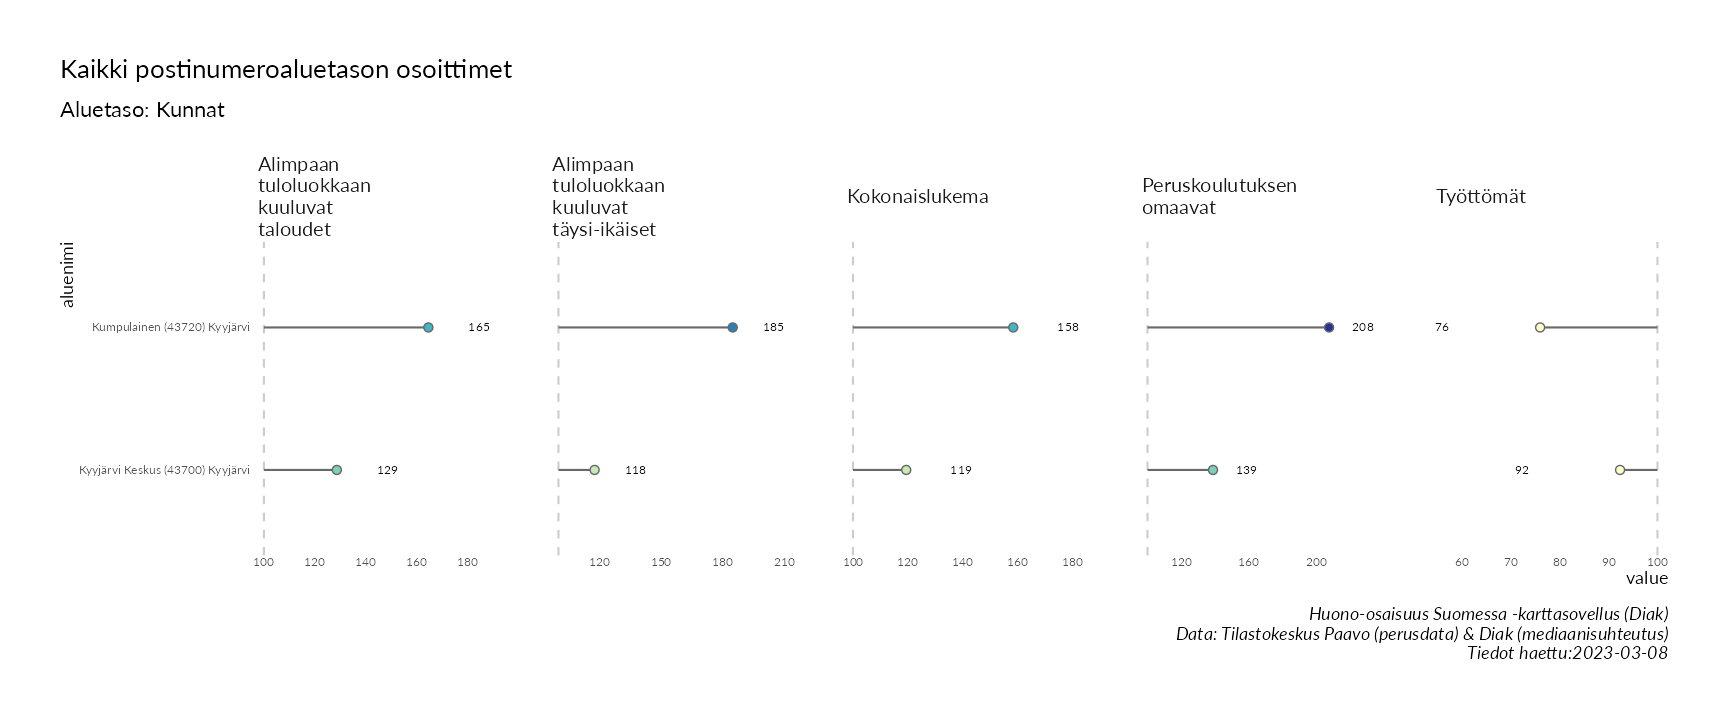 Kaikki postinumeroaluetason osoittimet
Aluetaso: Kunnat
Alimpaan
tuloluokkaan
kuuluvat
taloudet
Alimpaan
tuloluokkaan
kuuluvat
täysi-ikäiset
Kokonaislukema
Peruskoulutuksen
omaavat
Työttömät
aluenimi
Kumpulainen (43720) Kyyjärvi
165
185
158
208
76
Kyyjärvi Keskus (43700) Kyyjärvi
129
118
119
139
92
100 120 140 160 180
120 150 180 210
100 120 140 160 180
120 160 200
60 70 80 90 100
value
Huono-osaisuus Suomessa -karttasovellus (Diak)
Data: Tilastokeskus Paavo (perusdata) & Diak (mediaanisuhteutus)
Tiedot haettu:2023-03-08